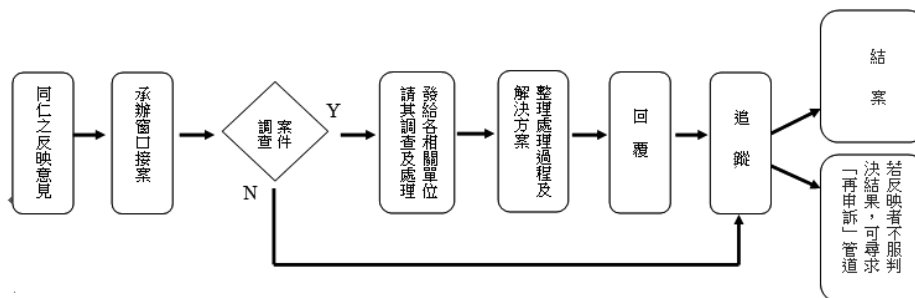 同仁之反映意見
承辦窗口接案
案件
調查
Y
N
發給各相關單位
請其調查及處理
整理處理過程及
解決方案
回覆
追蹤
結案
若反映者不服判
決結果，可尋求
「再申訴」管道